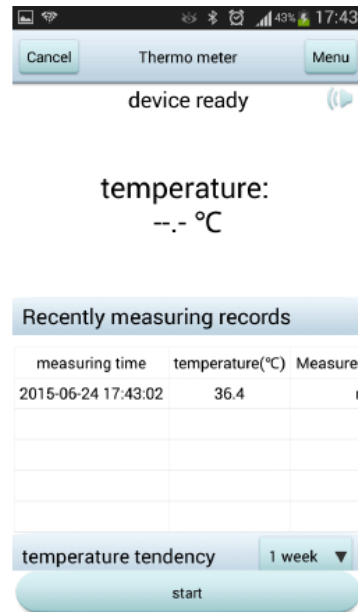 43% 17:43
Cancel Thermo meter Menu
device ready
temperature:
--.- °C
Recently measuring records
measuring time temperature(°C) Measure
2015-06-24 17:43:02 36.4
temperature tendency 1 week
start